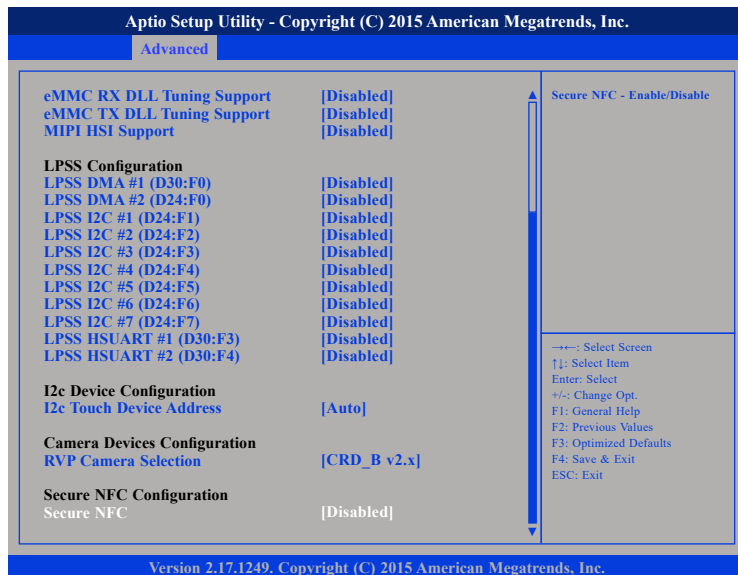 Aptio Setup Utility - Copyright (C) 2015 American Megatrends, Inc.
Advanced
eMMC RX DLL Tuning Support [Disabled]
eMMC TX DLL Tuning Support [Disabled]
MIPI HSI Support [Disabled]
LPSS Configuration
LPSS DMA #1 (D30:F0) [Disabled]
LPSS DMA #2 (D24:F0) [Disabled]
LPSS I2C #1 (D24:F1) [Disabled]
LPSS I2C #2 (D24:F2) [Disabled]
LPSS I2C #3 (D24:F3) [Disabled]
LPSS I2C #4 (D24:F4) [Disabled]
LPSS I2C #5 (D24:F5) [Disabled]
LPSS I2C #6 (D24:F6) [Disabled]
LPSS I2C #7 (D24:F7) [Disabled]
LPSS HSUART #1 (D30:F3) [Disabled]
LPSS HSUART #2 (D30:F4) [Disabled]
I2c Device Configuration
I2c Touch Device Address [Auto]
Camera Devices Configuration
RVP Camera Selection [CRD_B v2.x]
Secure NFC Configuration
Secure NFC [Disabled]
Secure NFC - Enable/Disable
→←: Select Screen
↑↓: Select Item
Enter: Select
+/-: Change Opt.
F1: General Help
F2: Previous Values
F3: Optimized Defaults
F4: Save & Exit
ESC: Exit
Version 2.17.1249. Copyright (C) 2015 American Megatrends, Inc.